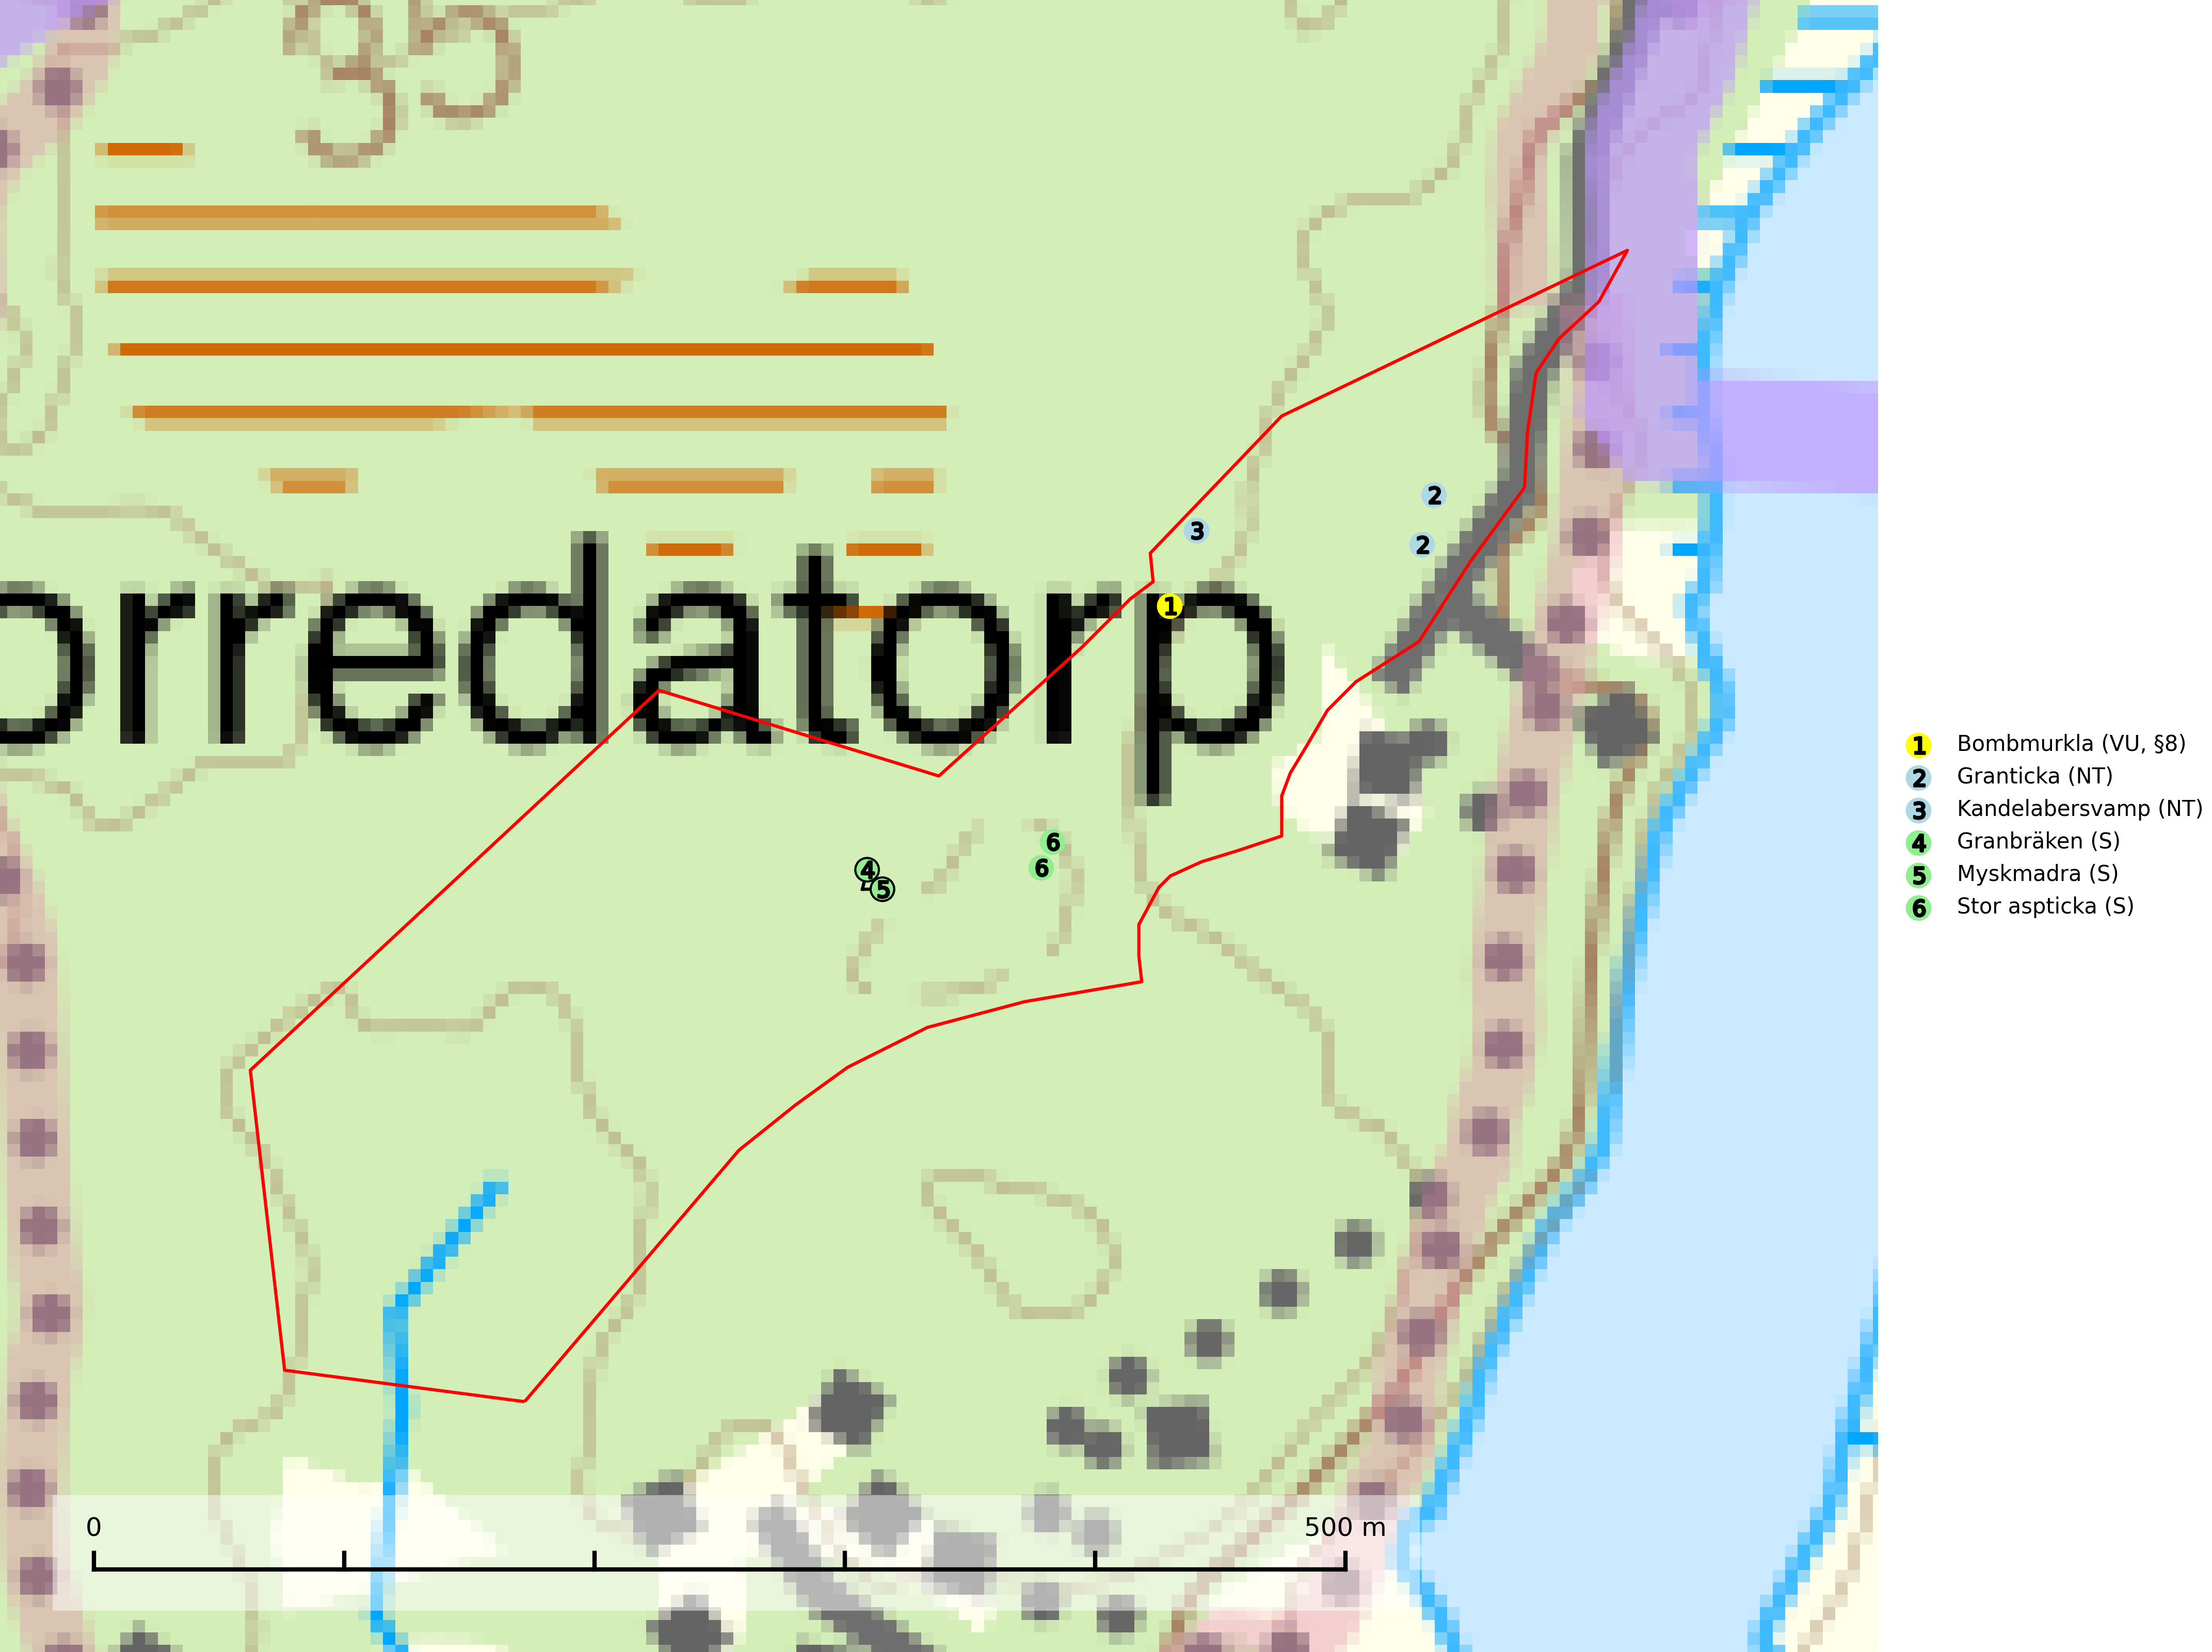 95
orredatorp
3
2
2
1
6
6
4
5
0
500 m
1 Bombmurkla (VU, §8)
2 Granticka (NT)
3 Kandelabersvamp (NT)
4 Granbräken (S)
5 Myskmadra (S)
6 Stor aspticka (S)